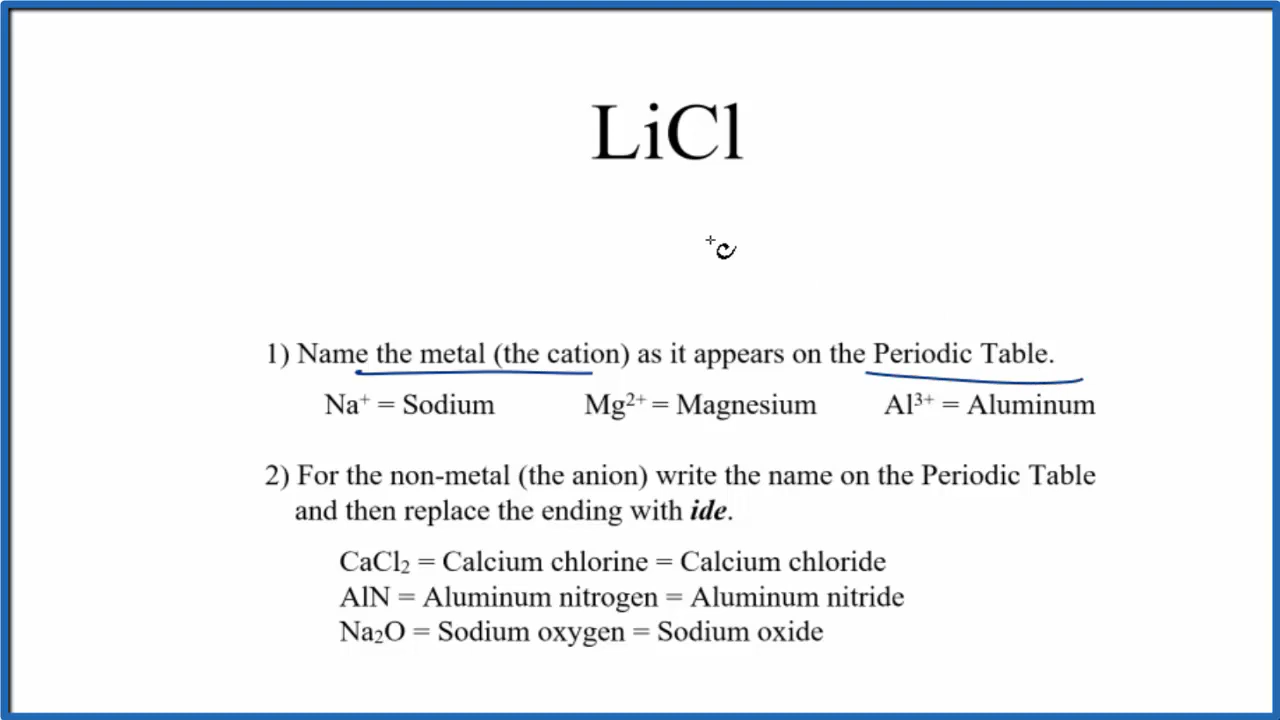 LiCl
1) Name the metal (the cation) as it appears on the Periodic Table.
Na⁺ = Sodium Mg²⁺ = Magnesium Al³⁺ = Aluminum
2) For the non-metal (the anion) write the name on the Periodic Table
and then replace the ending with ide.
CaCl₂ = Calcium chlorine = Calcium chloride
AlN = Aluminum nitrogen = Aluminum nitride
Na₂O = Sodium oxygen = Sodium oxide